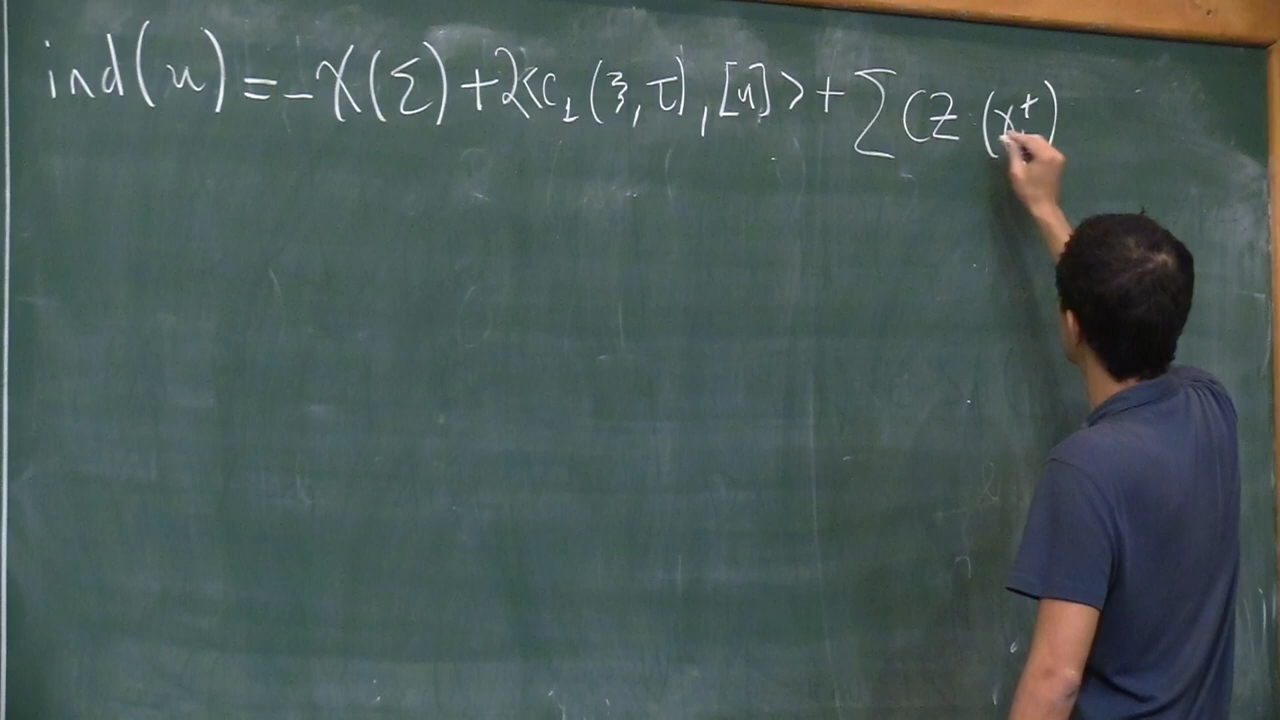 ind(u) = -χ(Σ) + 2<c₁(ξ, τ), [u]> + Σ CZ (γ⁺)